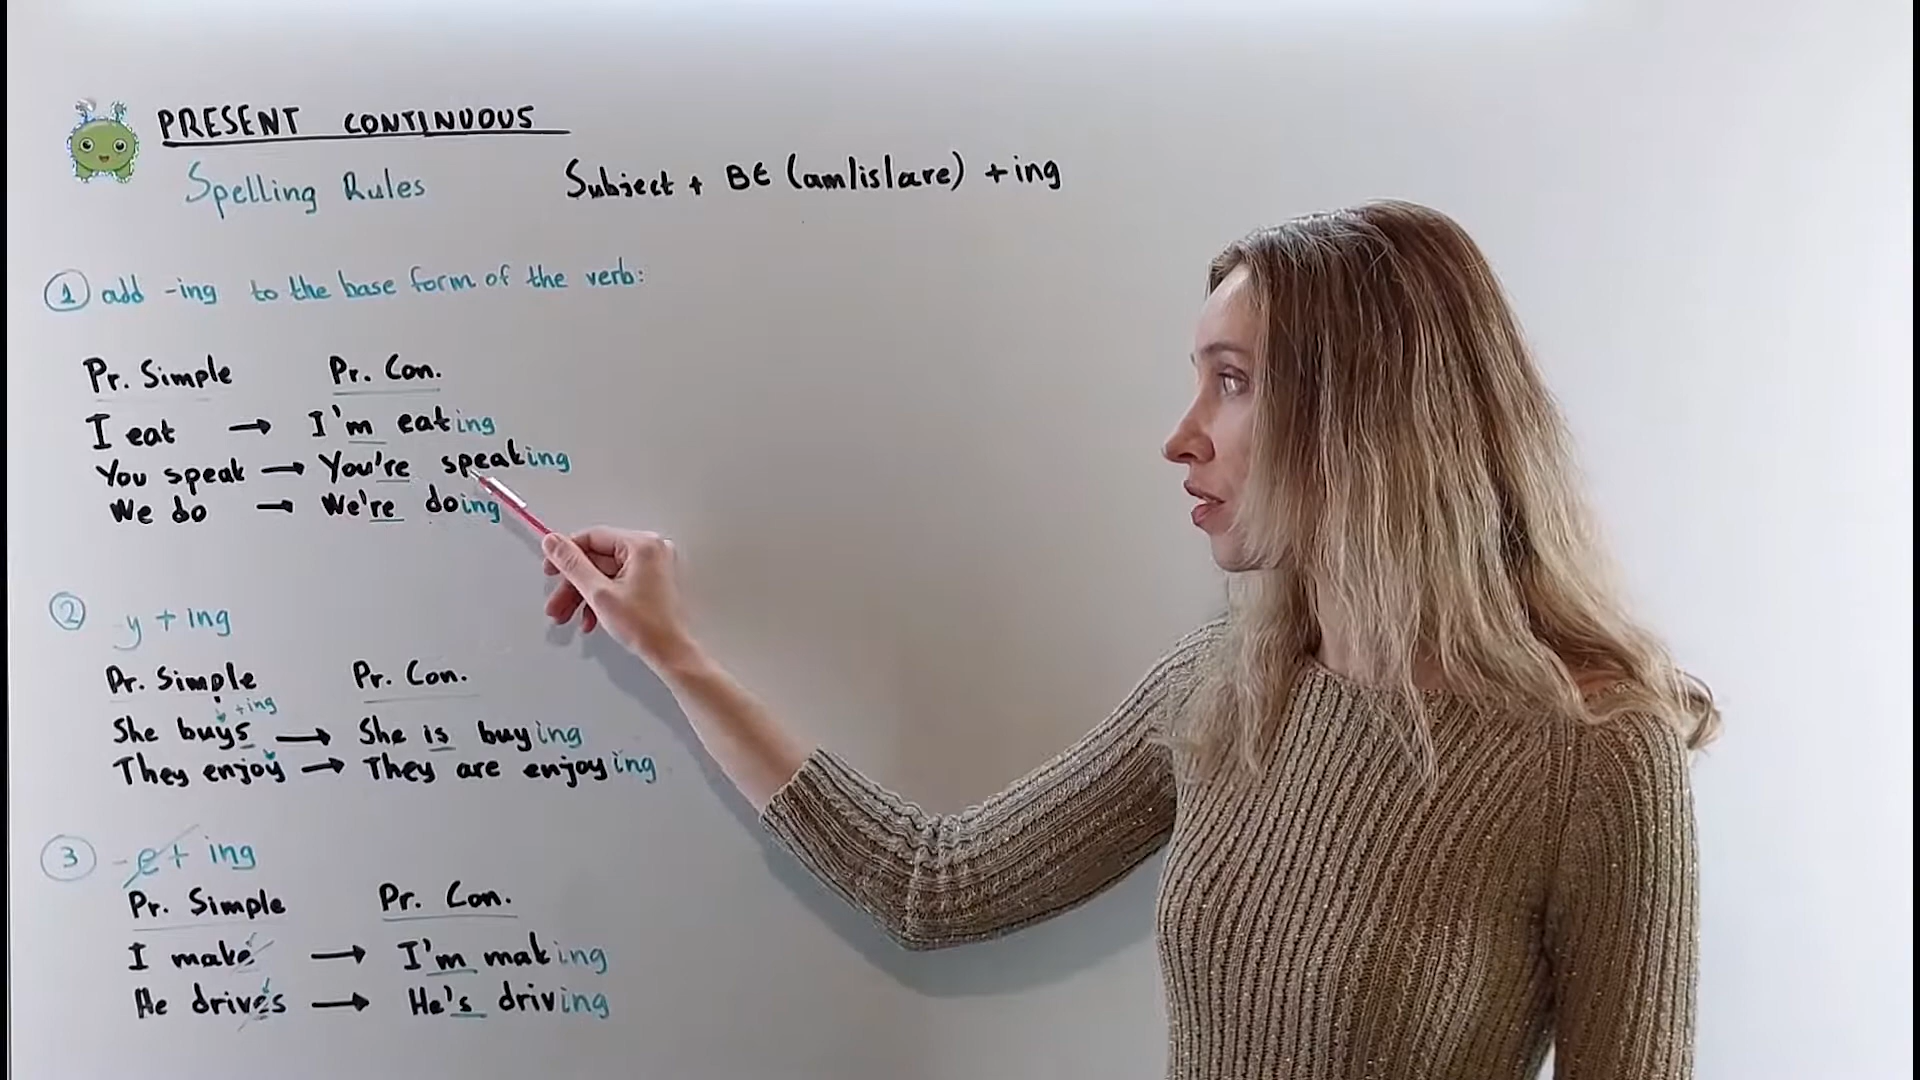 PRESENT CONTINUOUS
Spelling Rules
Subject + BE (am/is/are) + ing
1 add -ing to the base form of the verb:
Pr. Simple Pr. Con.
I eat → I'm eating
You speak → You're speaking
We do → We're doing
2 -y + ing
Pr. Simple Pr. Con.
+ing
She buys → She is buying
They enjoy → They are enjoying
3 -e + ing
Pr. Simple Pr. Con.
I make → I'm making
He drives → He's driving